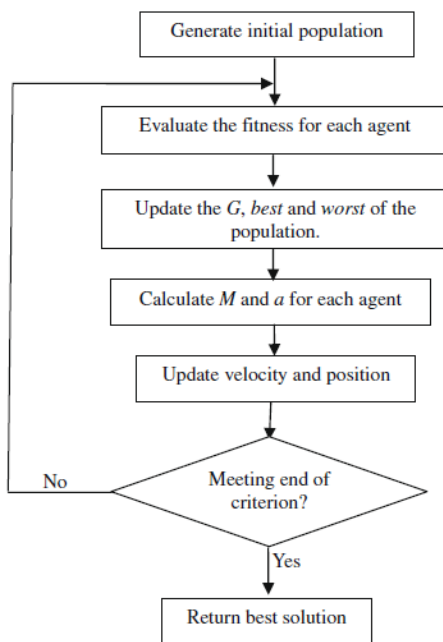 Generate initial population
Evaluate the fitness for each agent
Update the G, best and worst of the
population.
Calculate M and a for each agent
Update velocity and position
Meeting end of
criterion?
No
Yes
Return best solution